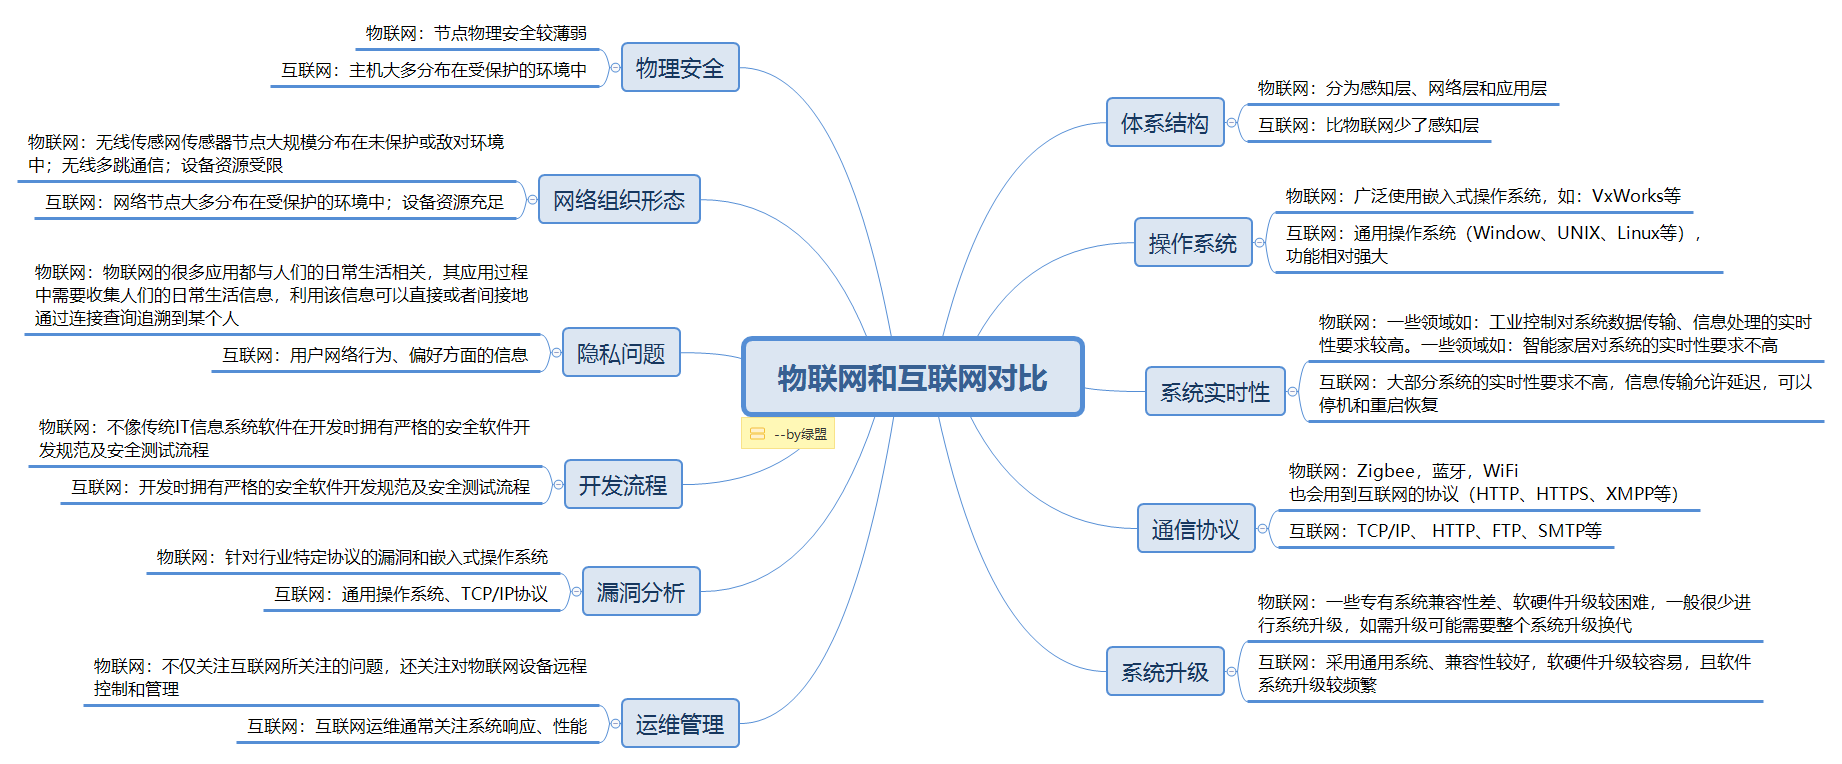 物联网和互联网对比
--by绿盟
体系结构
物联网：分为感知层、网络层和应用层
互联网：比物联网少了感知层
操作系统
物联网：广泛使用嵌入式操作系统，如：VxWorks等
互联网：通用操作系统（Window、UNIX、Linux等），
功能相对强大
系统实时性
物联网：一些领域如：工业控制对系统数据传输、信息处理的实时
性要求较高。一些领域如：智能家居对系统的实时性要求不高
互联网：大部分系统的实时性要求不高，信息传输允许延迟，可以
停机和重启恢复
通信协议
物联网：Zigbee，蓝牙，WiFi
也会用到互联网的协议（HTTP、HTTPS、XMPP等）
互联网：TCP/IP、 HTTP、FTP、SMTP等
系统升级
物联网：一些专有系统兼容性差、软硬件升级较困难，一般很少进
行系统升级，如需升级可能需要整个系统升级换代
互联网：采用通用系统、兼容性较好，软硬件升级较容易，且软件
系统升级较频繁
物理安全
物联网：节点物理安全较薄弱
互联网：主机大多分布在受保护的环境中
网络组织形态
物联网：无线传感网传感器节点大规模分布在未保护或敌对环境
中；无线多跳通信；设备资源受限
互联网：网络节点大多分布在受保护的环境中；设备资源充足
隐私问题
物联网：物联网的很多应用都与人们的日常生活相关，其应用过程
中需要收集人们的日常生活信息，利用该信息可以直接或者间接地
通过连接查询追溯到某个人
互联网：用户网络行为、偏好方面的信息
开发流程
物联网：不像传统IT信息系统软件在开发时拥有严格的安全软件开
发规范及安全测试流程
互联网：开发时拥有严格的安全软件开发规范及安全测试流程
漏洞分析
物联网：针对行业特定协议的漏洞和嵌入式操作系统
互联网：通用操作系统、TCP/IP协议
运维管理
物联网：不仅关注互联网所关注的问题，还关注对物联网设备远程
控制和管理
互联网：互联网运维通常关注系统响应、性能